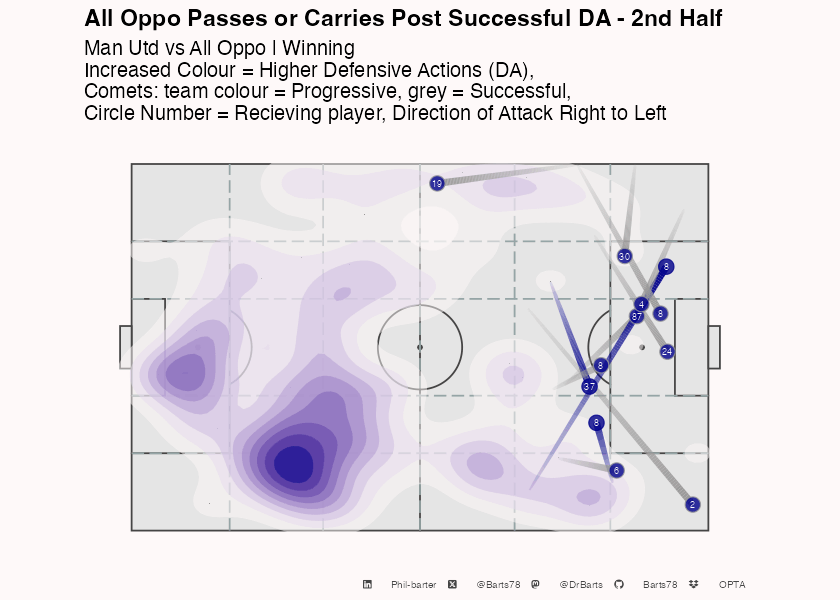 All Oppo Passes or Carries Post Successful DA - 2nd Half
Man Utd vs All Oppo | Winning
Increased Colour = Higher Defensive Actions (DA),
Comets: team colour = Progressive, grey = Successful,
Circle Number = Recieving player, Direction of Attack Right to Left
19
30
8
4
87
8
24
8
37
8
6
2
Phil-barter @Barts78 @DrBarts Barts78 OPTA